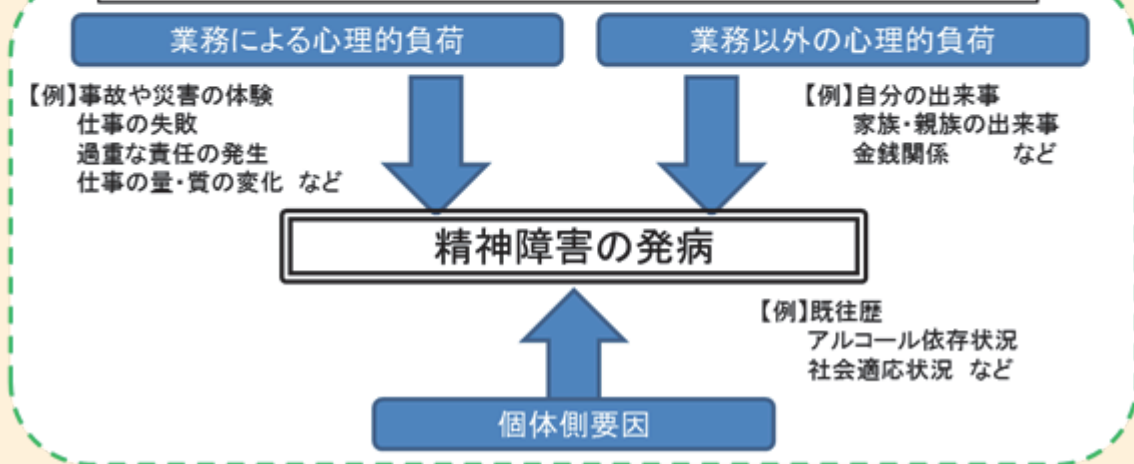 業務による心理的負荷
業務以外の心理的負荷
【例】事故や災害の体験
仕事の失敗
過重な責任の発生
仕事の量・質の変化 など
【例】自分の出来事
家族・親族の出来事
金銭関係 など
精神障害の発病
【例】既往歴
アルコール依存状況
社会適応状況 など
個体側要因